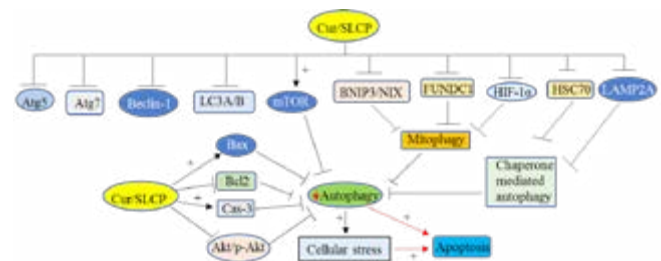 Cur/SLCP
+
Atg5
Atg7
Beclin-1
LC3A/B
mTOR
BNIP3/NIX
FUNDC1
HIF-1α
HSC70
LAMP2A
Mitophagy
Bax
+
Bcl2
Cur/SLCP
+
Cas-3
Akt/p-Akt
Autophagy
Chaperone
mediated
autophagy
+
+
Cellular stress
+
Apoptosis